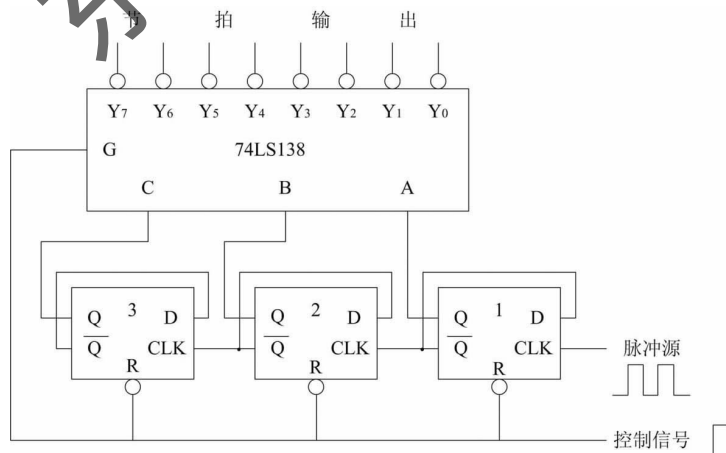 节 拍 输 出
Y7 Y6 Y5 Y4 Y3 Y2 Y1 Y0
G 74LS138
C B A
Q 3 D Q 2 D Q 1 D
Q CLK Q CLK Q CLK 脉冲源
R R R
控制信号